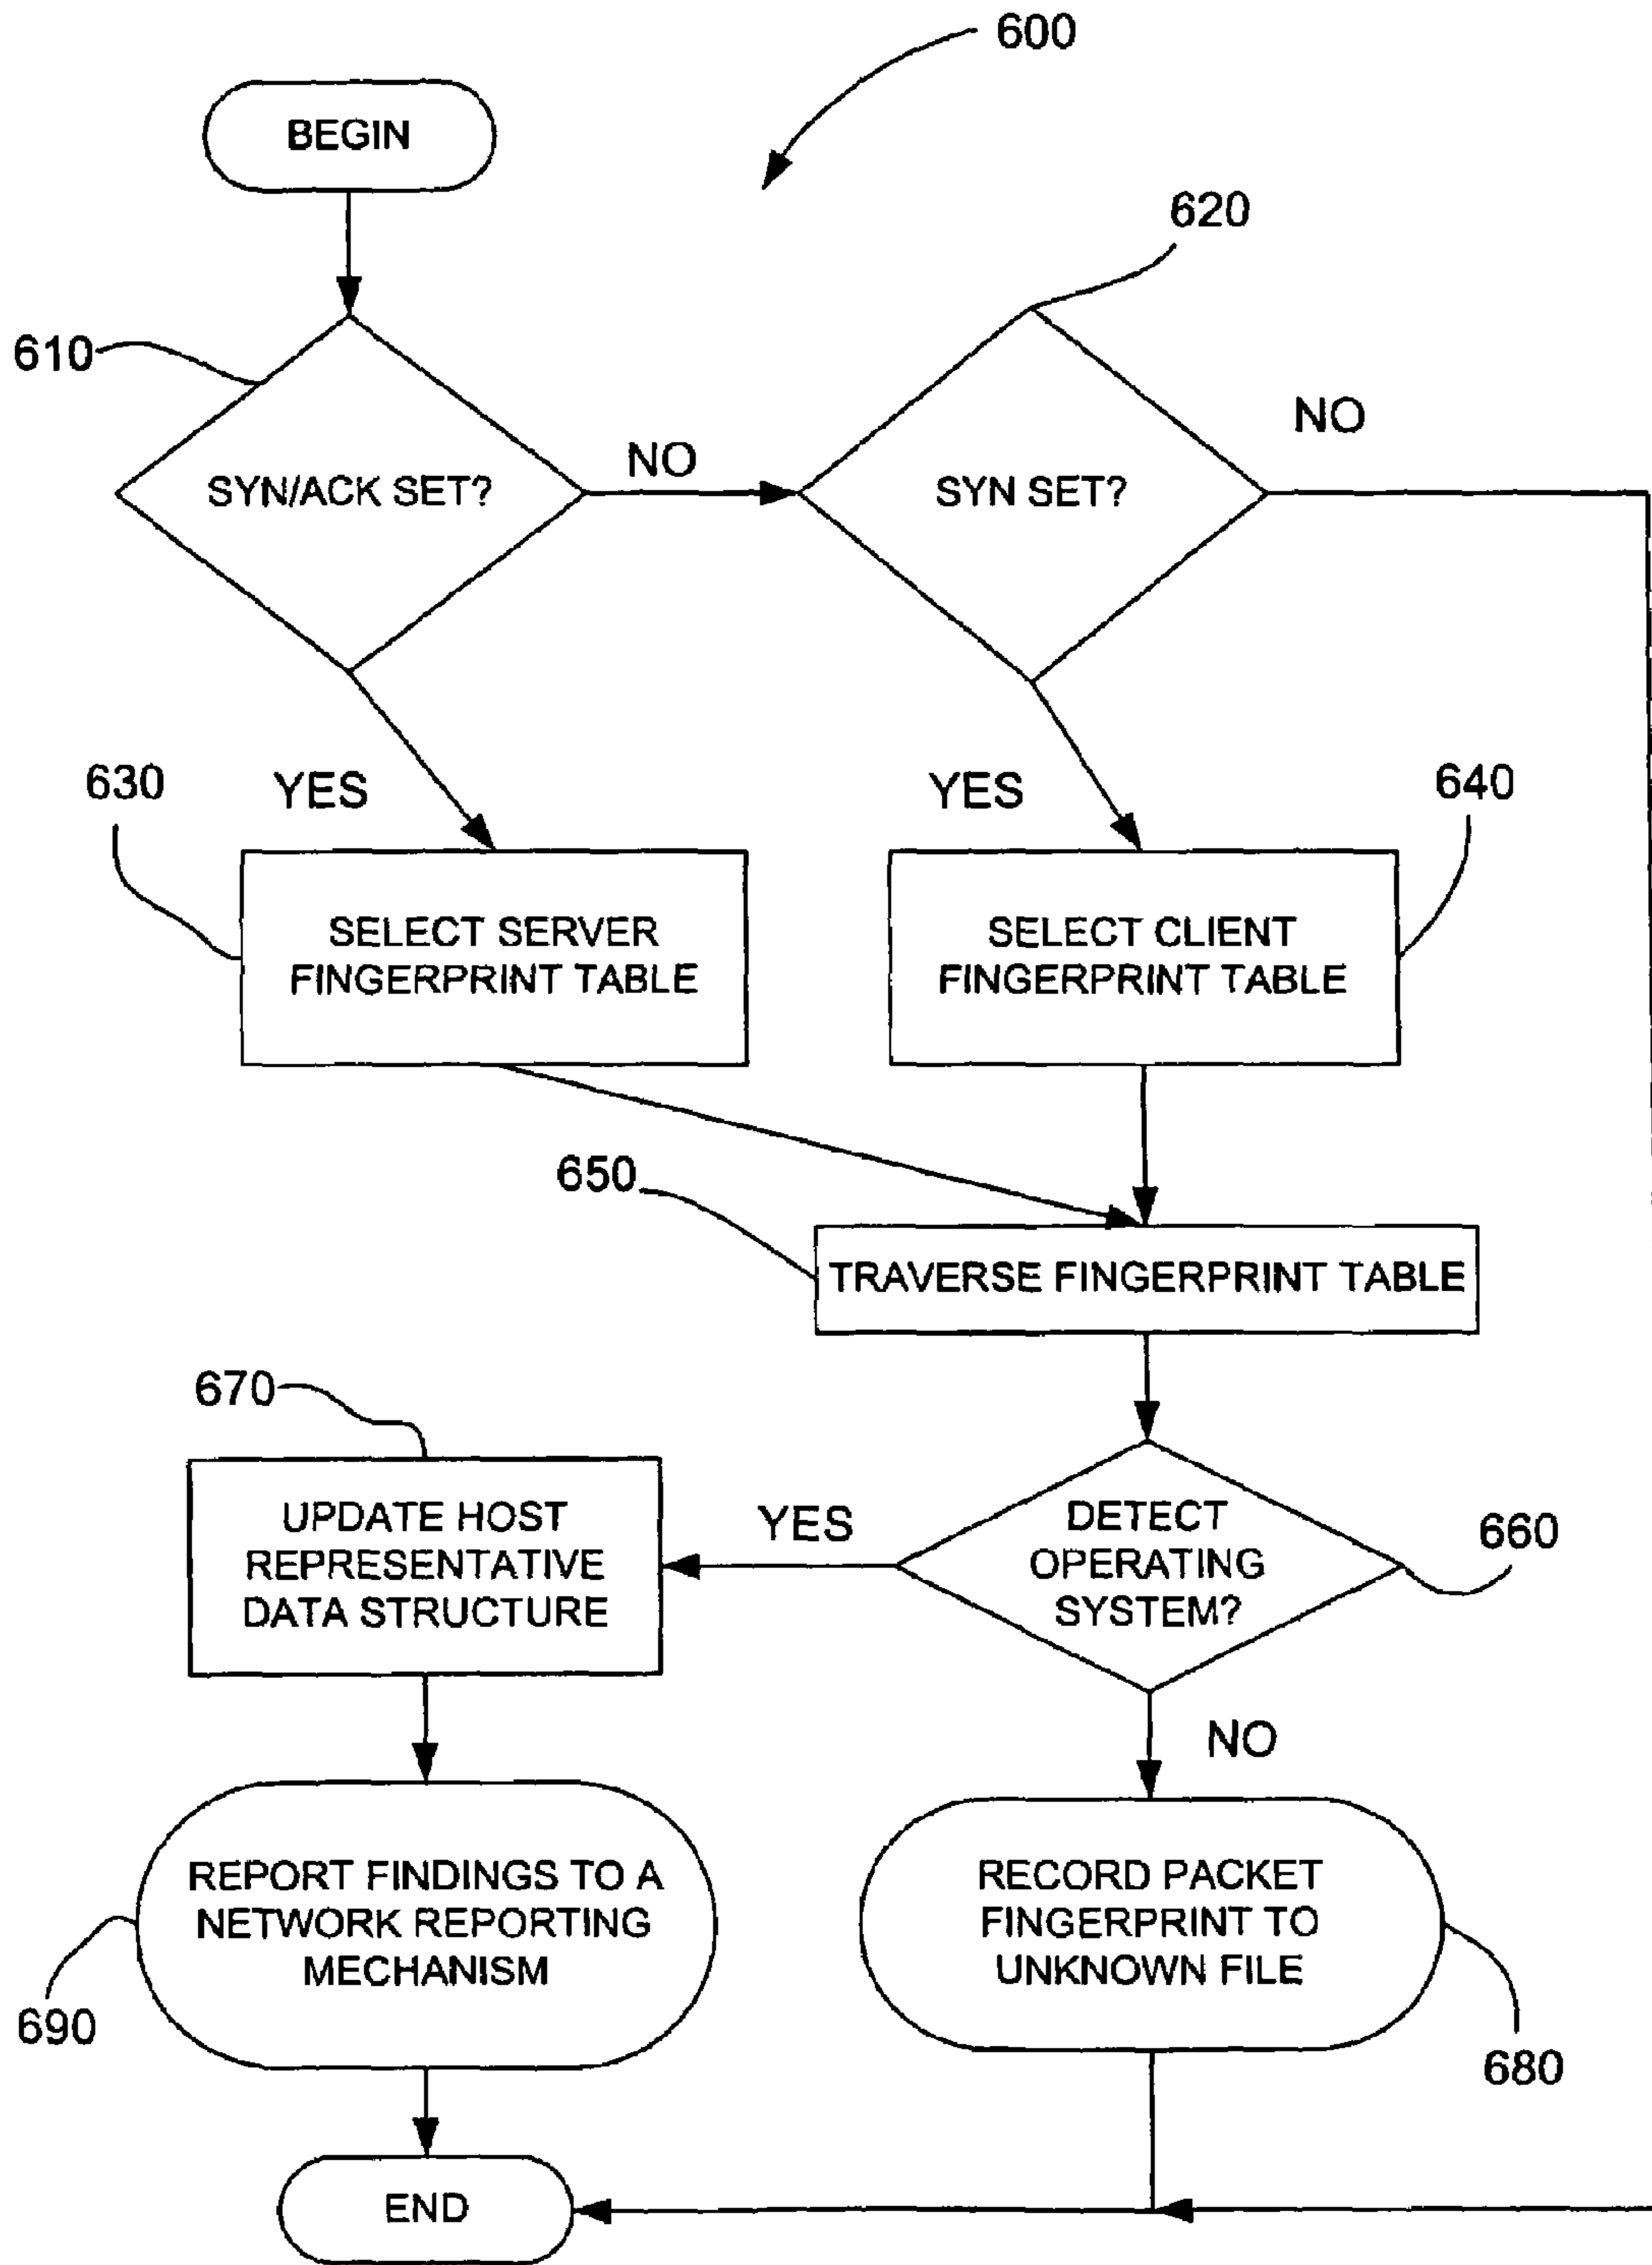 600
BEGIN
620
610
NO
SYN/ACK SET?
NO
SYN SET?
630
YES
YES
640
SELECT SERVER
FINGERPRINT TABLE
SELECT CLIENT
FINGERPRINT TABLE
650
TRAVERSE FINGERPRINT TABLE
670
UPDATE HOST
REPRESENTATIVE
DATA STRUCTURE
YES
DETECT
OPERATING
SYSTEM?
660
NO
REPORT FINDINGS TO A
NETWORK REPORTING
MECHANISM
RECORD PACKET
FINGERPRINT TO
UNKNOWN FILE
690
680
END